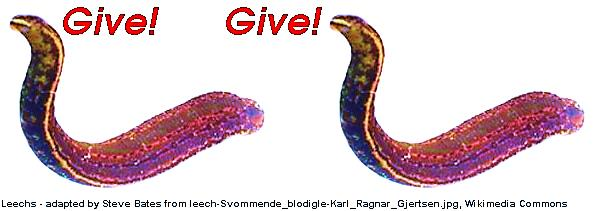 Give! Give!
Leechs - adapted by Steve Bates from leech-Svommende_blodigle-Karl_Ragnar_Gjertsen.jpg, Wikimedia Commons